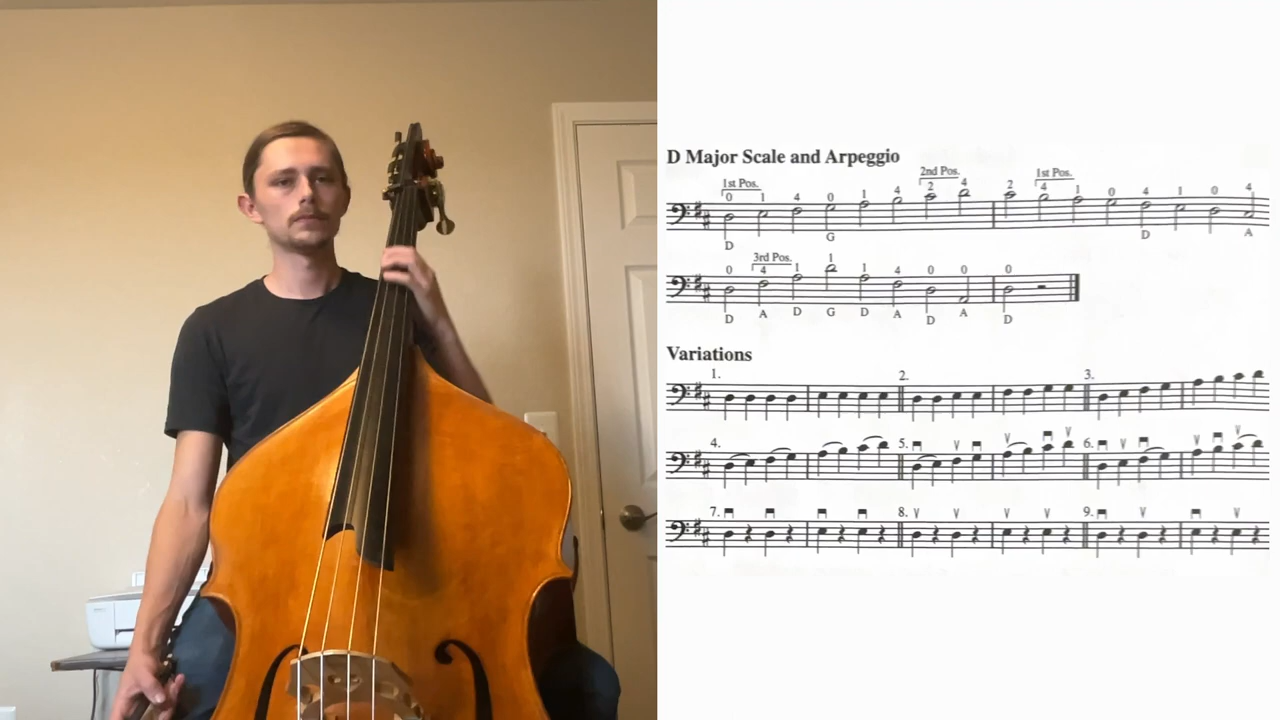 D Major Scale and Arpeggio
2nd Pos.
1st Pos. 1st Pos.
0 1 4 0 1 4 2 4 2 4 1 0 4 1 0 4
D G D A
3rd Pos.
0 4 1 1 1 4 0 0 0
D A D G D A D A D
Variations
1. 2. 3.
4. 5. 6.
7. 8. 9.